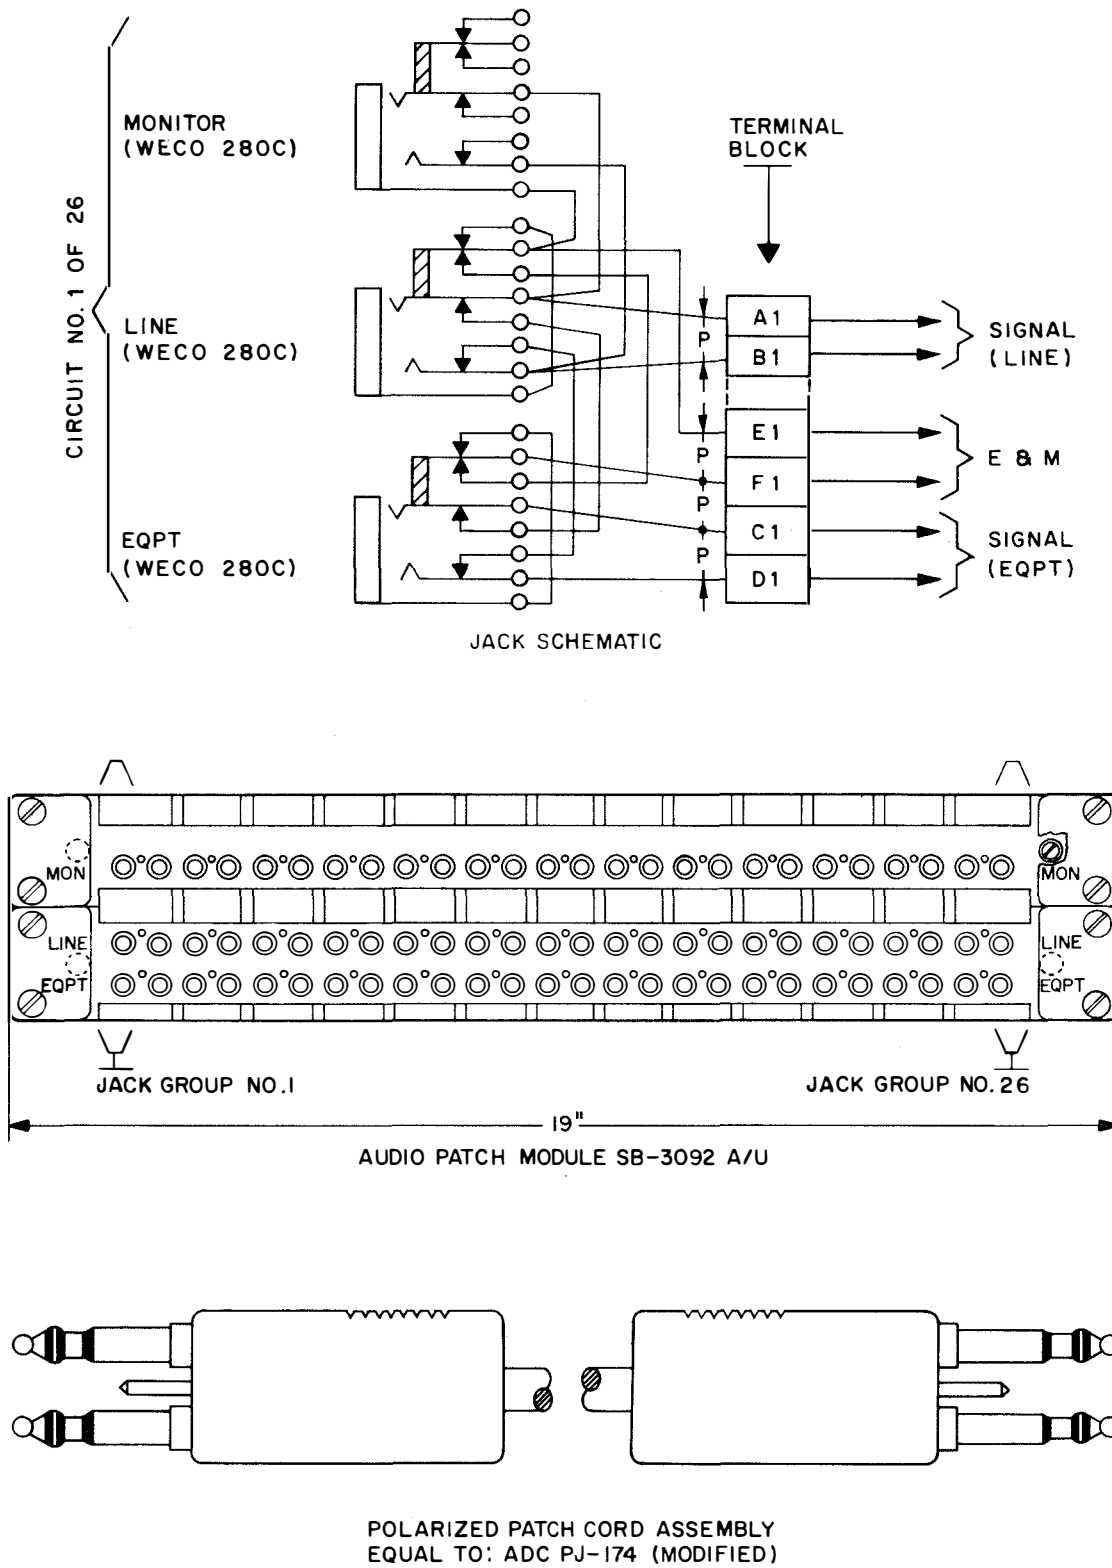 CIRCUIT NO. 1 OF 26
MONITOR
(WECO 280C)
LINE
(WECO 280C)
EQPT
(WECO 280C)
TERMINAL
BLOCK
P
P
P
P
A1
B1
E1
F1
C1
D1
SIGNAL
(LINE)
E & M
SIGNAL
(EQPT)
JACK SCHEMATIC
MON
MON
LINE
LINE
EQPT
EQPT
JACK GROUP NO.1
JACK GROUP NO.26
19"
AUDIO PATCH MODULE SB-3092 A/U
POLARIZED PATCH CORD ASSEMBLY
EQUAL TO: ADC PJ-174 (MODIFIED)